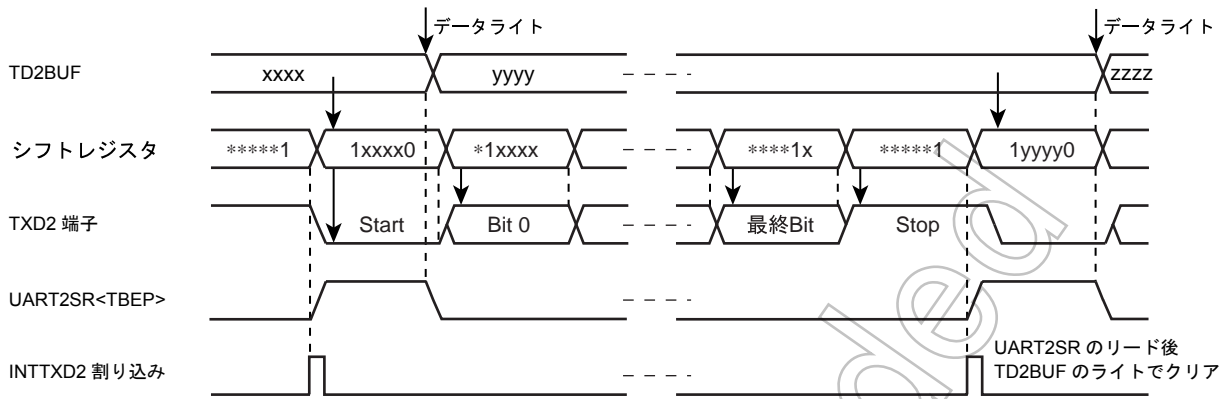 データライト データライト
TD2BUF xxxx yyyy zzzz
シフトレジスタ *****1 1xxxx0 *1xxxx ****1x *****1 1yyyy0
TXD2 端子 Start Bit 0 最終Bit Stop
UART2SR<TBEP>
INTTXD2 割り込み
UART2SR のリード後
TD2BUF のライトでクリア
ded